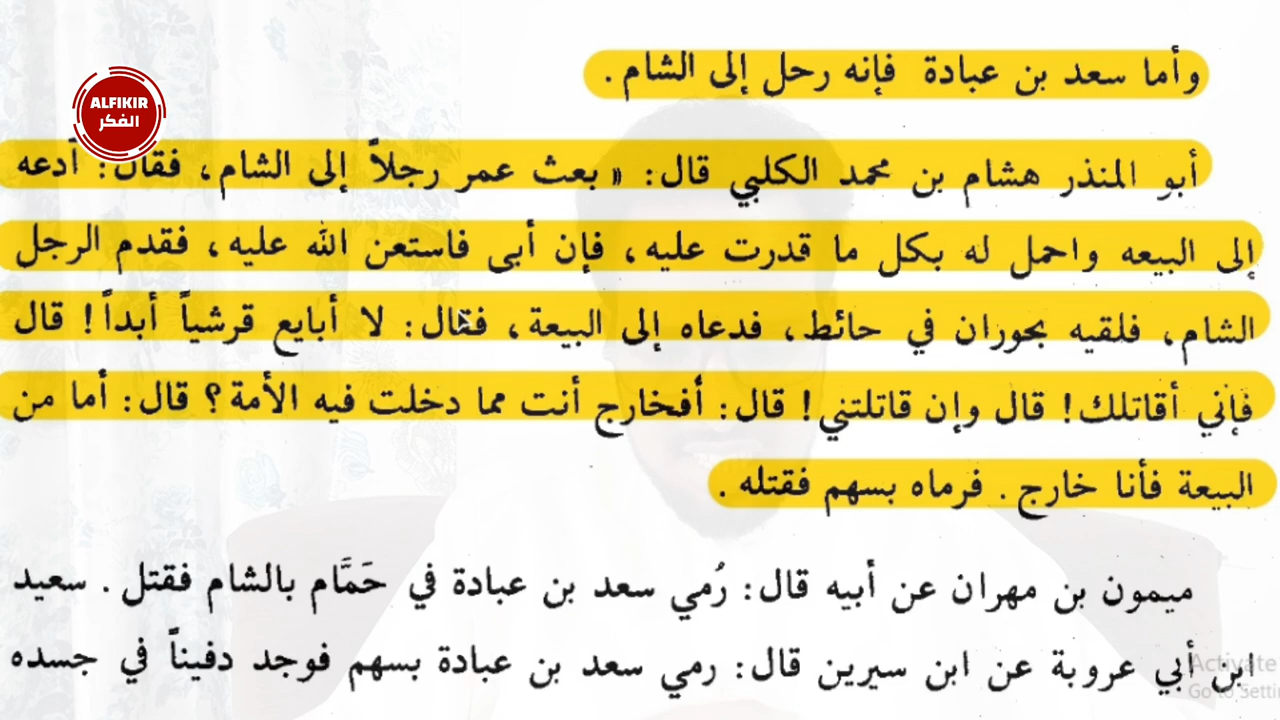 ALFIKIR
الفكر
وأما سعد بن عبادة فإنه رحل إلى الشام .
أبو المنذر هشام بن محمد الكلبي قال: « بعث عمر رجلاً إلى الشام، فقال: أدعه
إلى البيعه واحمل له بكل ما قدرت عليه، فإن أبى فاستعن الله عليه، فقدم الرجل
الشام، فلقيه بحوران في حائط، فدعاه إلى البيعة، فقال: لا أبايع قرشياً أبداً! قال
فإني أقاتلك! قال وإن قاتلتني! قال: أفخارج أنت مما دخلت فيه الأمة؟ قال: أما من
البيعة فأنا خارج . فرماه بسهم فقتله .
ميمون بن مهران عن أبيه قال: رُمي سعد بن عبادة في حَمَّام بالشام فقتل . سعيد
ابن أبي عروبة عن ابن سيرين قال: رمي سعد بن عبادة بسهم فوجد دفيناً في جسده
Activate
Go to Settin